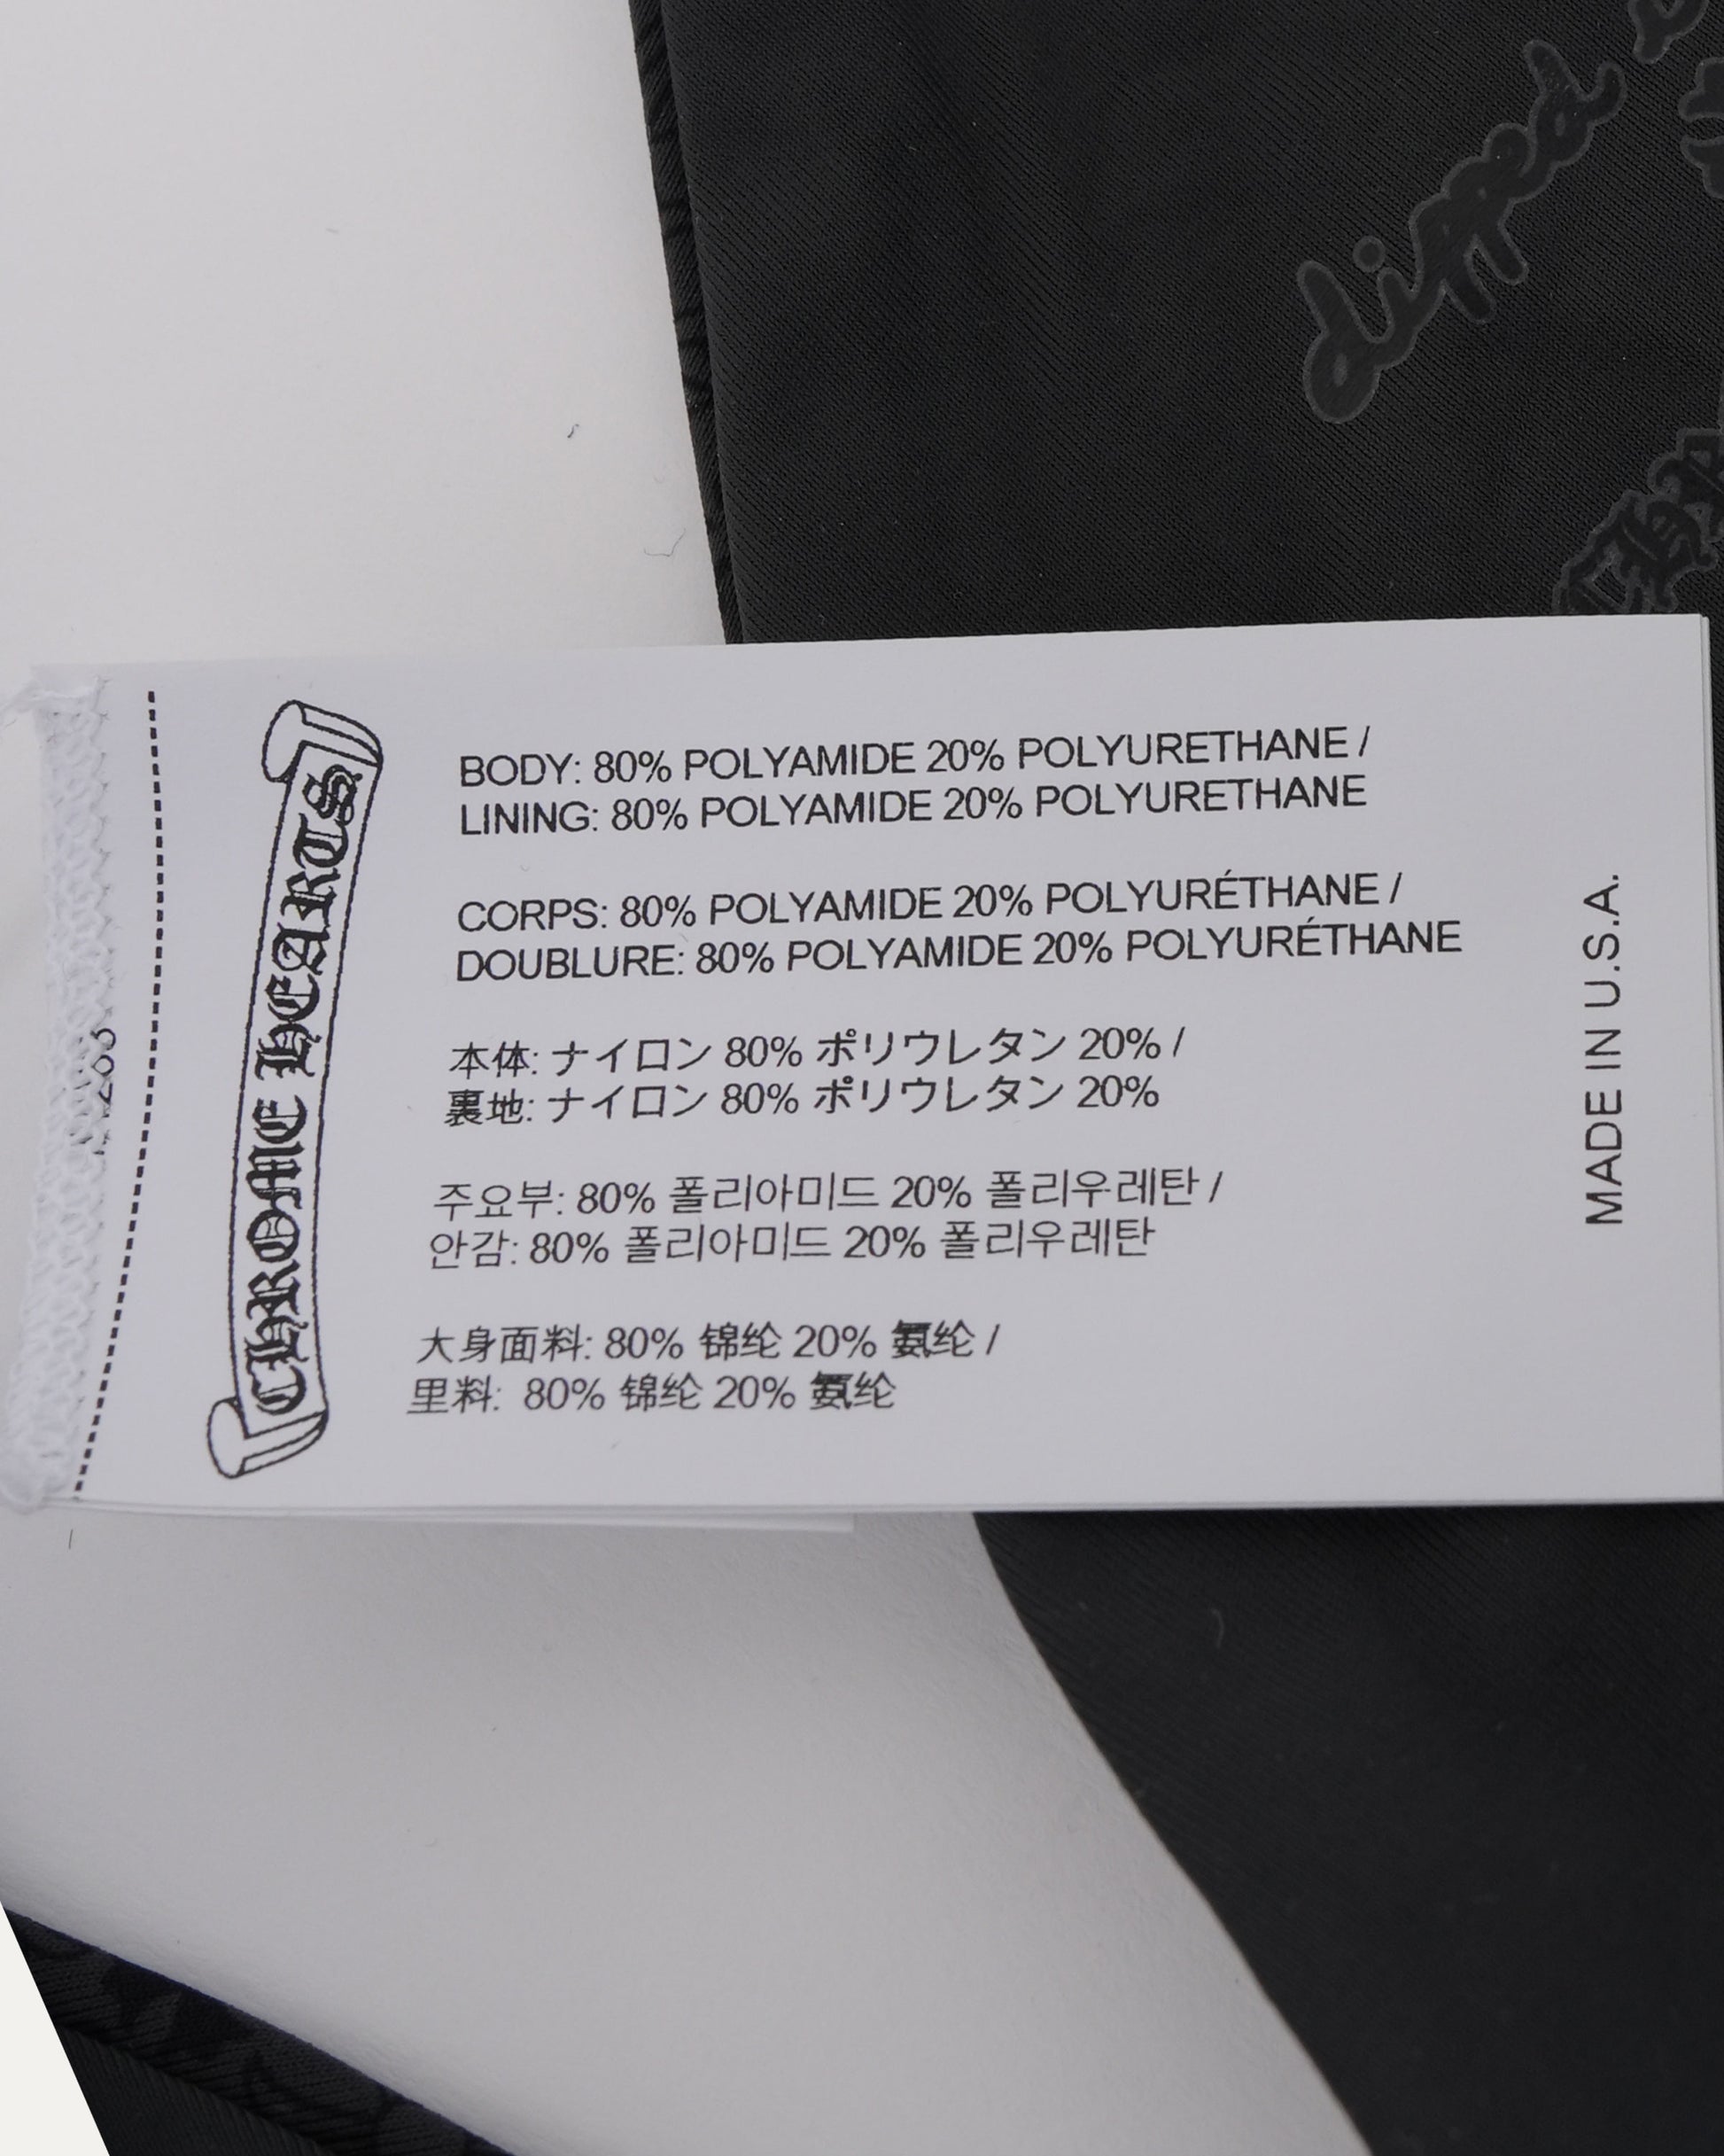 CHROME HEARTS
BODY: 80% POLYAMIDE 20% POLYURETHANE /
LINING: 80% POLYAMIDE 20% POLYURETHANE
CORPS: 80% POLYAMIDE 20% POLYURÉTHANE /
DOUBLURE: 80% POLYAMIDE 20% POLYURÉTHANE
本体: ナイロン 80% ポリウレタン 20% /
裏地: ナイロン 80% ポリウレタン 20%
주요부: 80% 폴리아미드 20% 폴리우레탄 /
안감: 80% 폴리아미드 20% 폴리우레탄
大身面料: 80% 锦纶 20% 氨纶 /
里料: 80% 锦纶 20% 氨纶
MADE IN U.S.A.